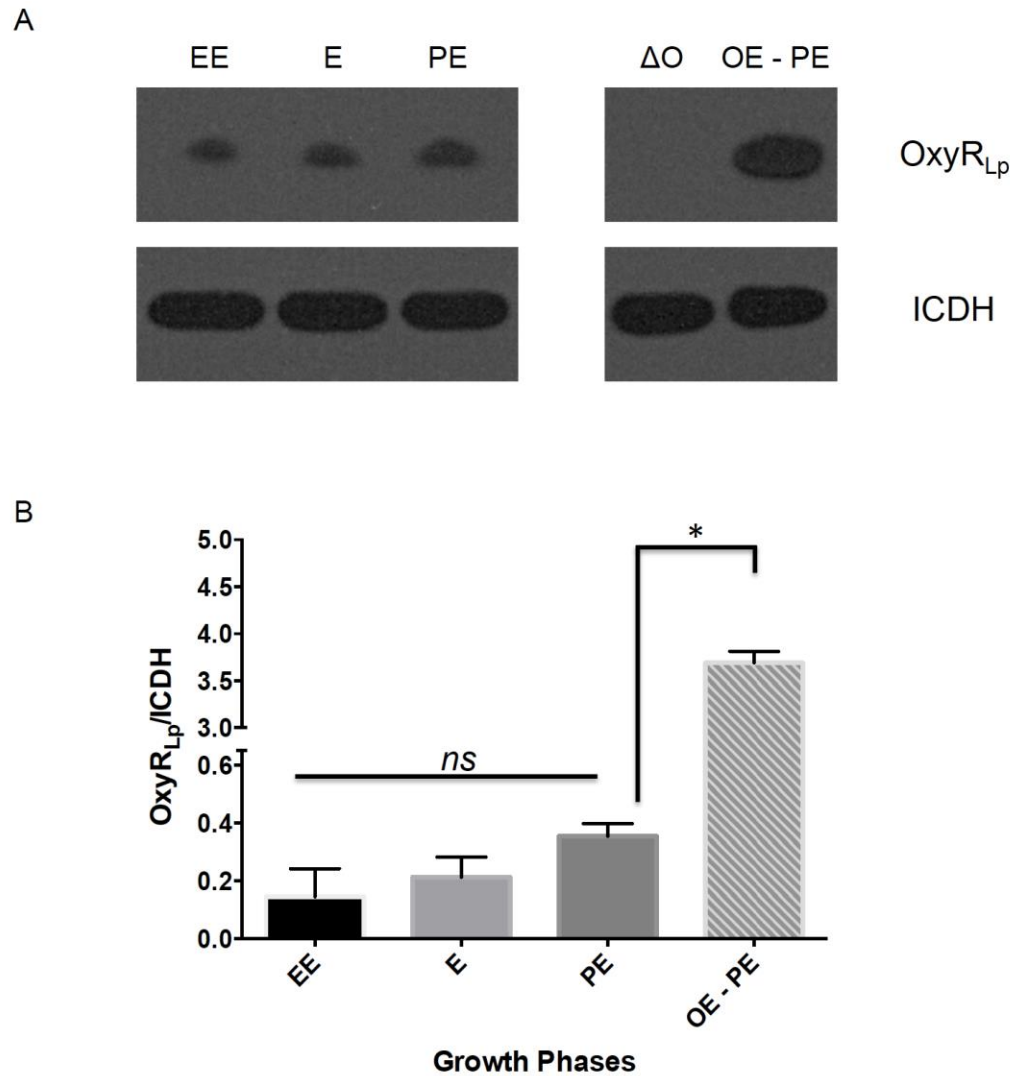 A
EE E PE ΔO OE - PE
OxyRLp
ICDH
B
5.0
4.5
4.0
3.5
3.0
0.6
0.4
0.2
0.0
OxyRLp/ICDH
ns
*
EE
E
PE
OE - PE
Growth Phases